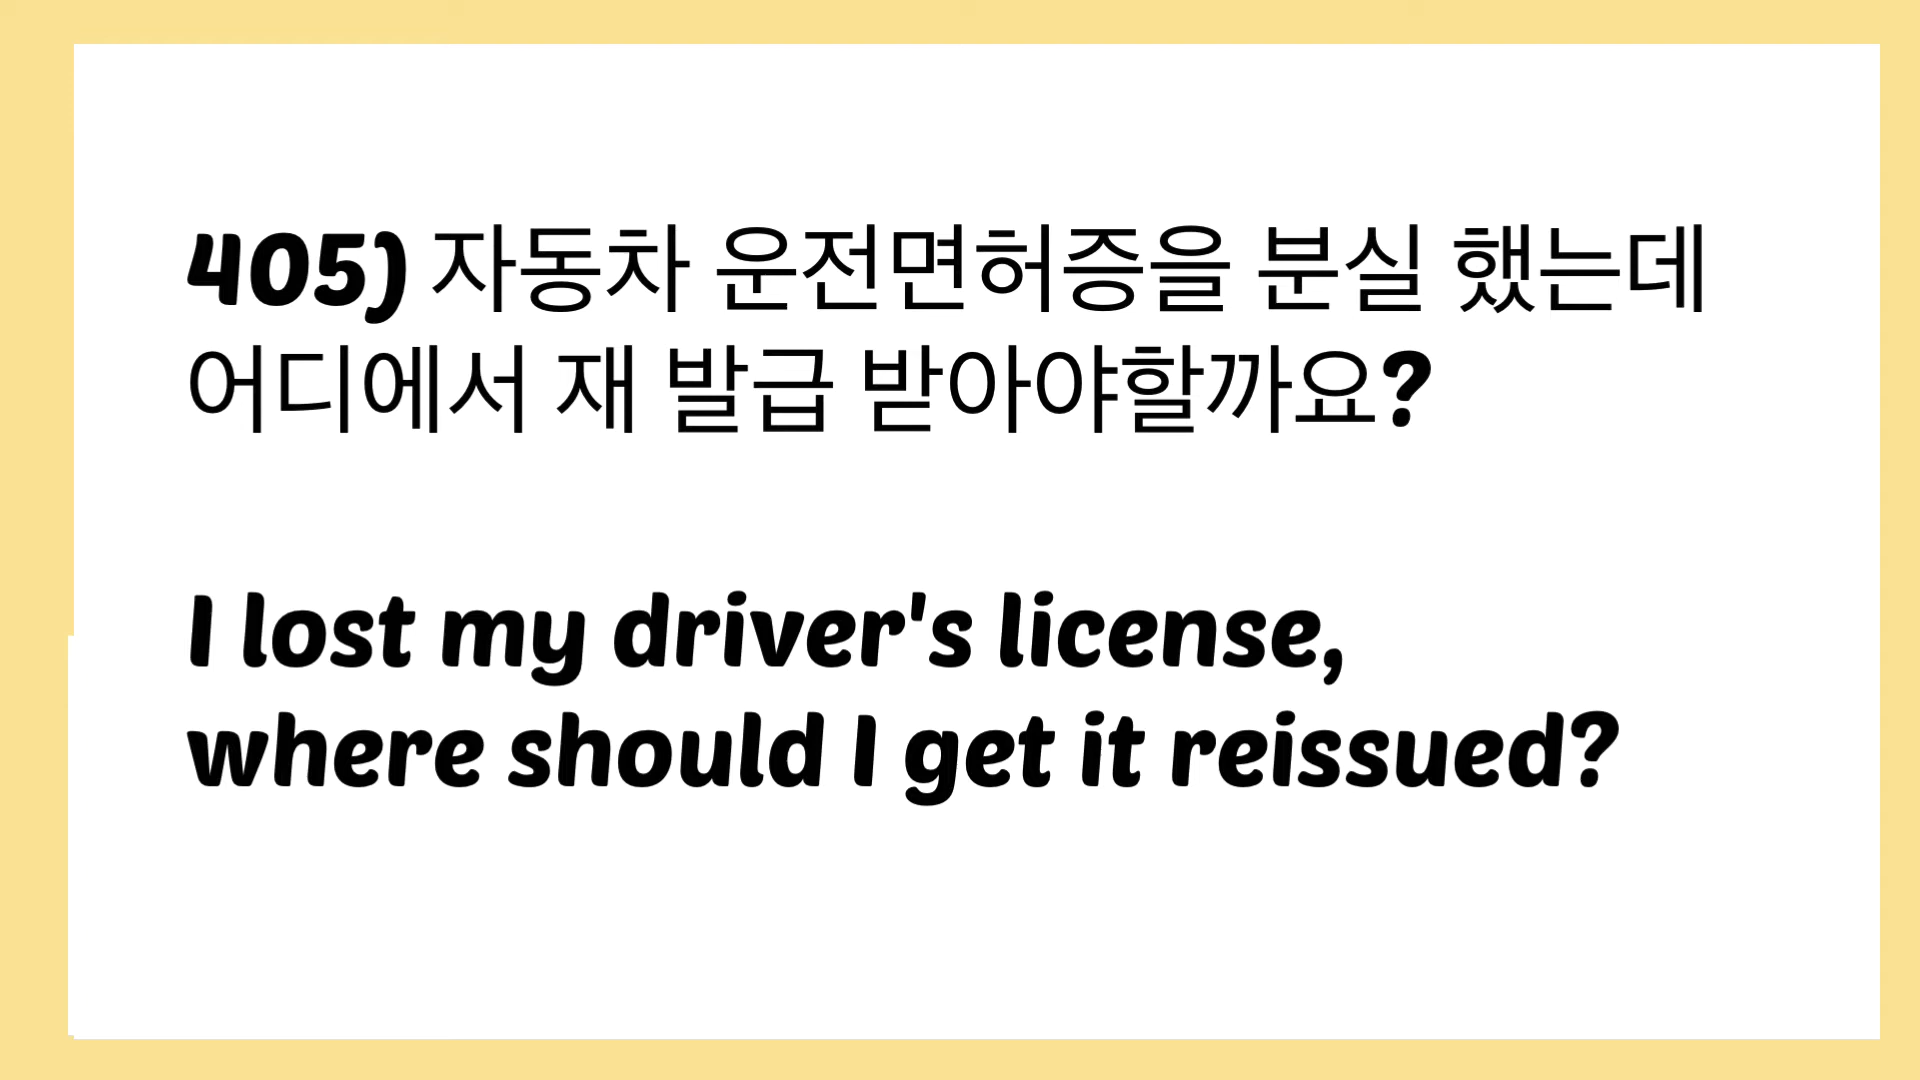 405) 자동차 운전면허증을 분실 했는데
어디에서 재 발급 받아야할까요?
I lost my driver's license,
where should I get it reissued?